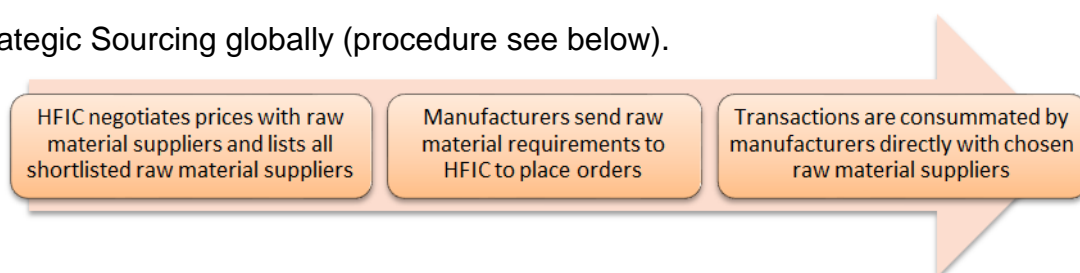 ategic Sourcing globally (procedure see below).
HFIC negotiates prices with raw
material suppliers and lists all
shortlisted raw material suppliers
Manufacturers send raw
material requirements to
HFIC to place orders
Transactions are consummated by
manufacturers directly with chosen
raw material suppliers